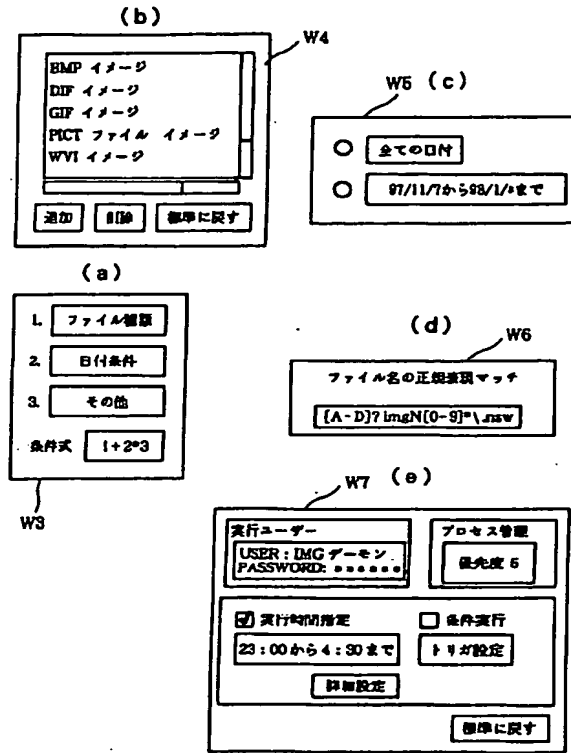 (b)
W4
BMP イメージ
DIF イメージ
GIF イメージ
PICT ファイル イメージ
WVI イメージ
追加 削除 標準に戻す
W5 (c)
全ての日付
97/11/7から98/1/まで
(a)
1. ファイル種類
2. 日付条件
3. その他
条件式 1+2*3
W3
(d)
W6
ファイル名の正規表現マッチ
[A-D]? imgN[0-9]*\.nsw
W7 (e)
実行ユーザー
USER : IMG デーモン
PASSWORD: ******
プロセス管理
優先度 5
実行時間指定
23:00から4:30まで
詳細設定
条件実行
トリガ設定
標準に戻す